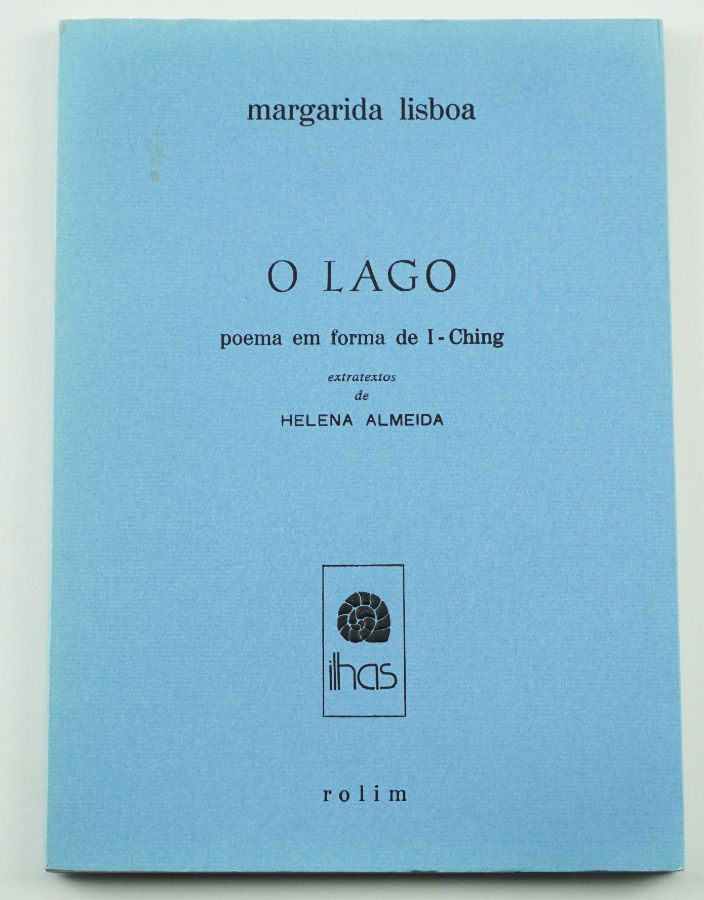 margarida lisboa
O LAGO
poema em forma de I - Ching
extratextos
de
HELENA ALMEIDA
ilhas
rolim